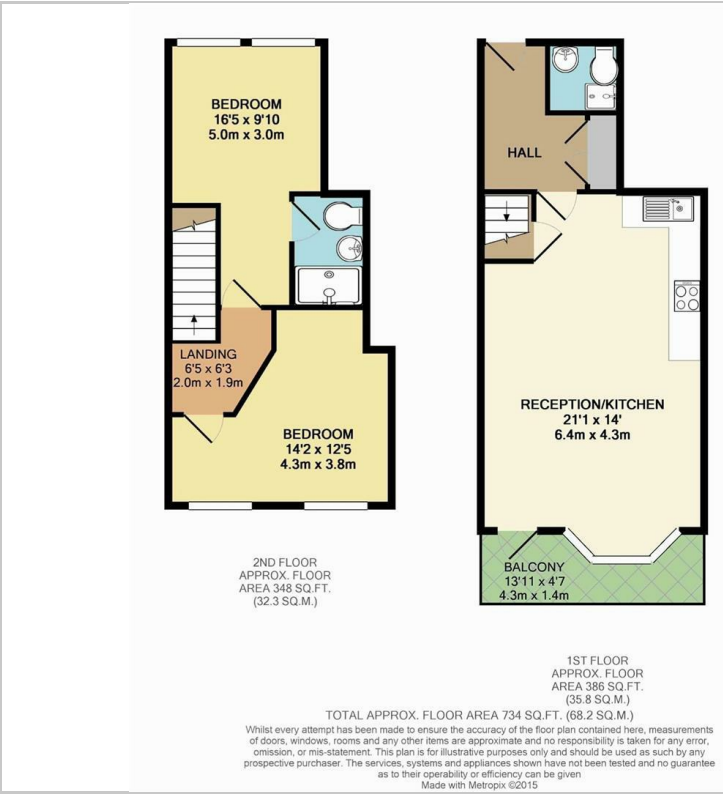 BEDROOM
16'5 x 9'10
5.0m x 3.0m
LANDING
6'5 x 6'3
2.0m x 1.9m
BEDROOM
14'2 x 12'5
4.3m x 3.8m
2ND FLOOR
APPROX. FLOOR
AREA 348 SQ.FT.
(32.3 SQ.M.)
HALL
RECEPTION/KITCHEN
21'1 x 14'
6.4m x 4.3m
BALCONY
13'11 x 4'7
4.3m x 1.4m
1ST FLOOR
APPROX. FLOOR
AREA 386 SQ.FT.
(35.8 SQ.M.)
TOTAL APPROX. FLOOR AREA 734 SQ.FT. (68.2 SQ.M.)
Whilst every attempt has been made to ensure the accuracy of the floor plan contained here, measurements
of doors, windows, rooms and any other items are approximate and no responsibility is taken for any error,
omission, or mis-statement. This plan is for illustrative purposes only and should be used as such by any
prospective purchaser. The services, systems and appliances shown have not been tested and no guarantee
as to their operability or efficiency can be given
Made with Metropix ©2015